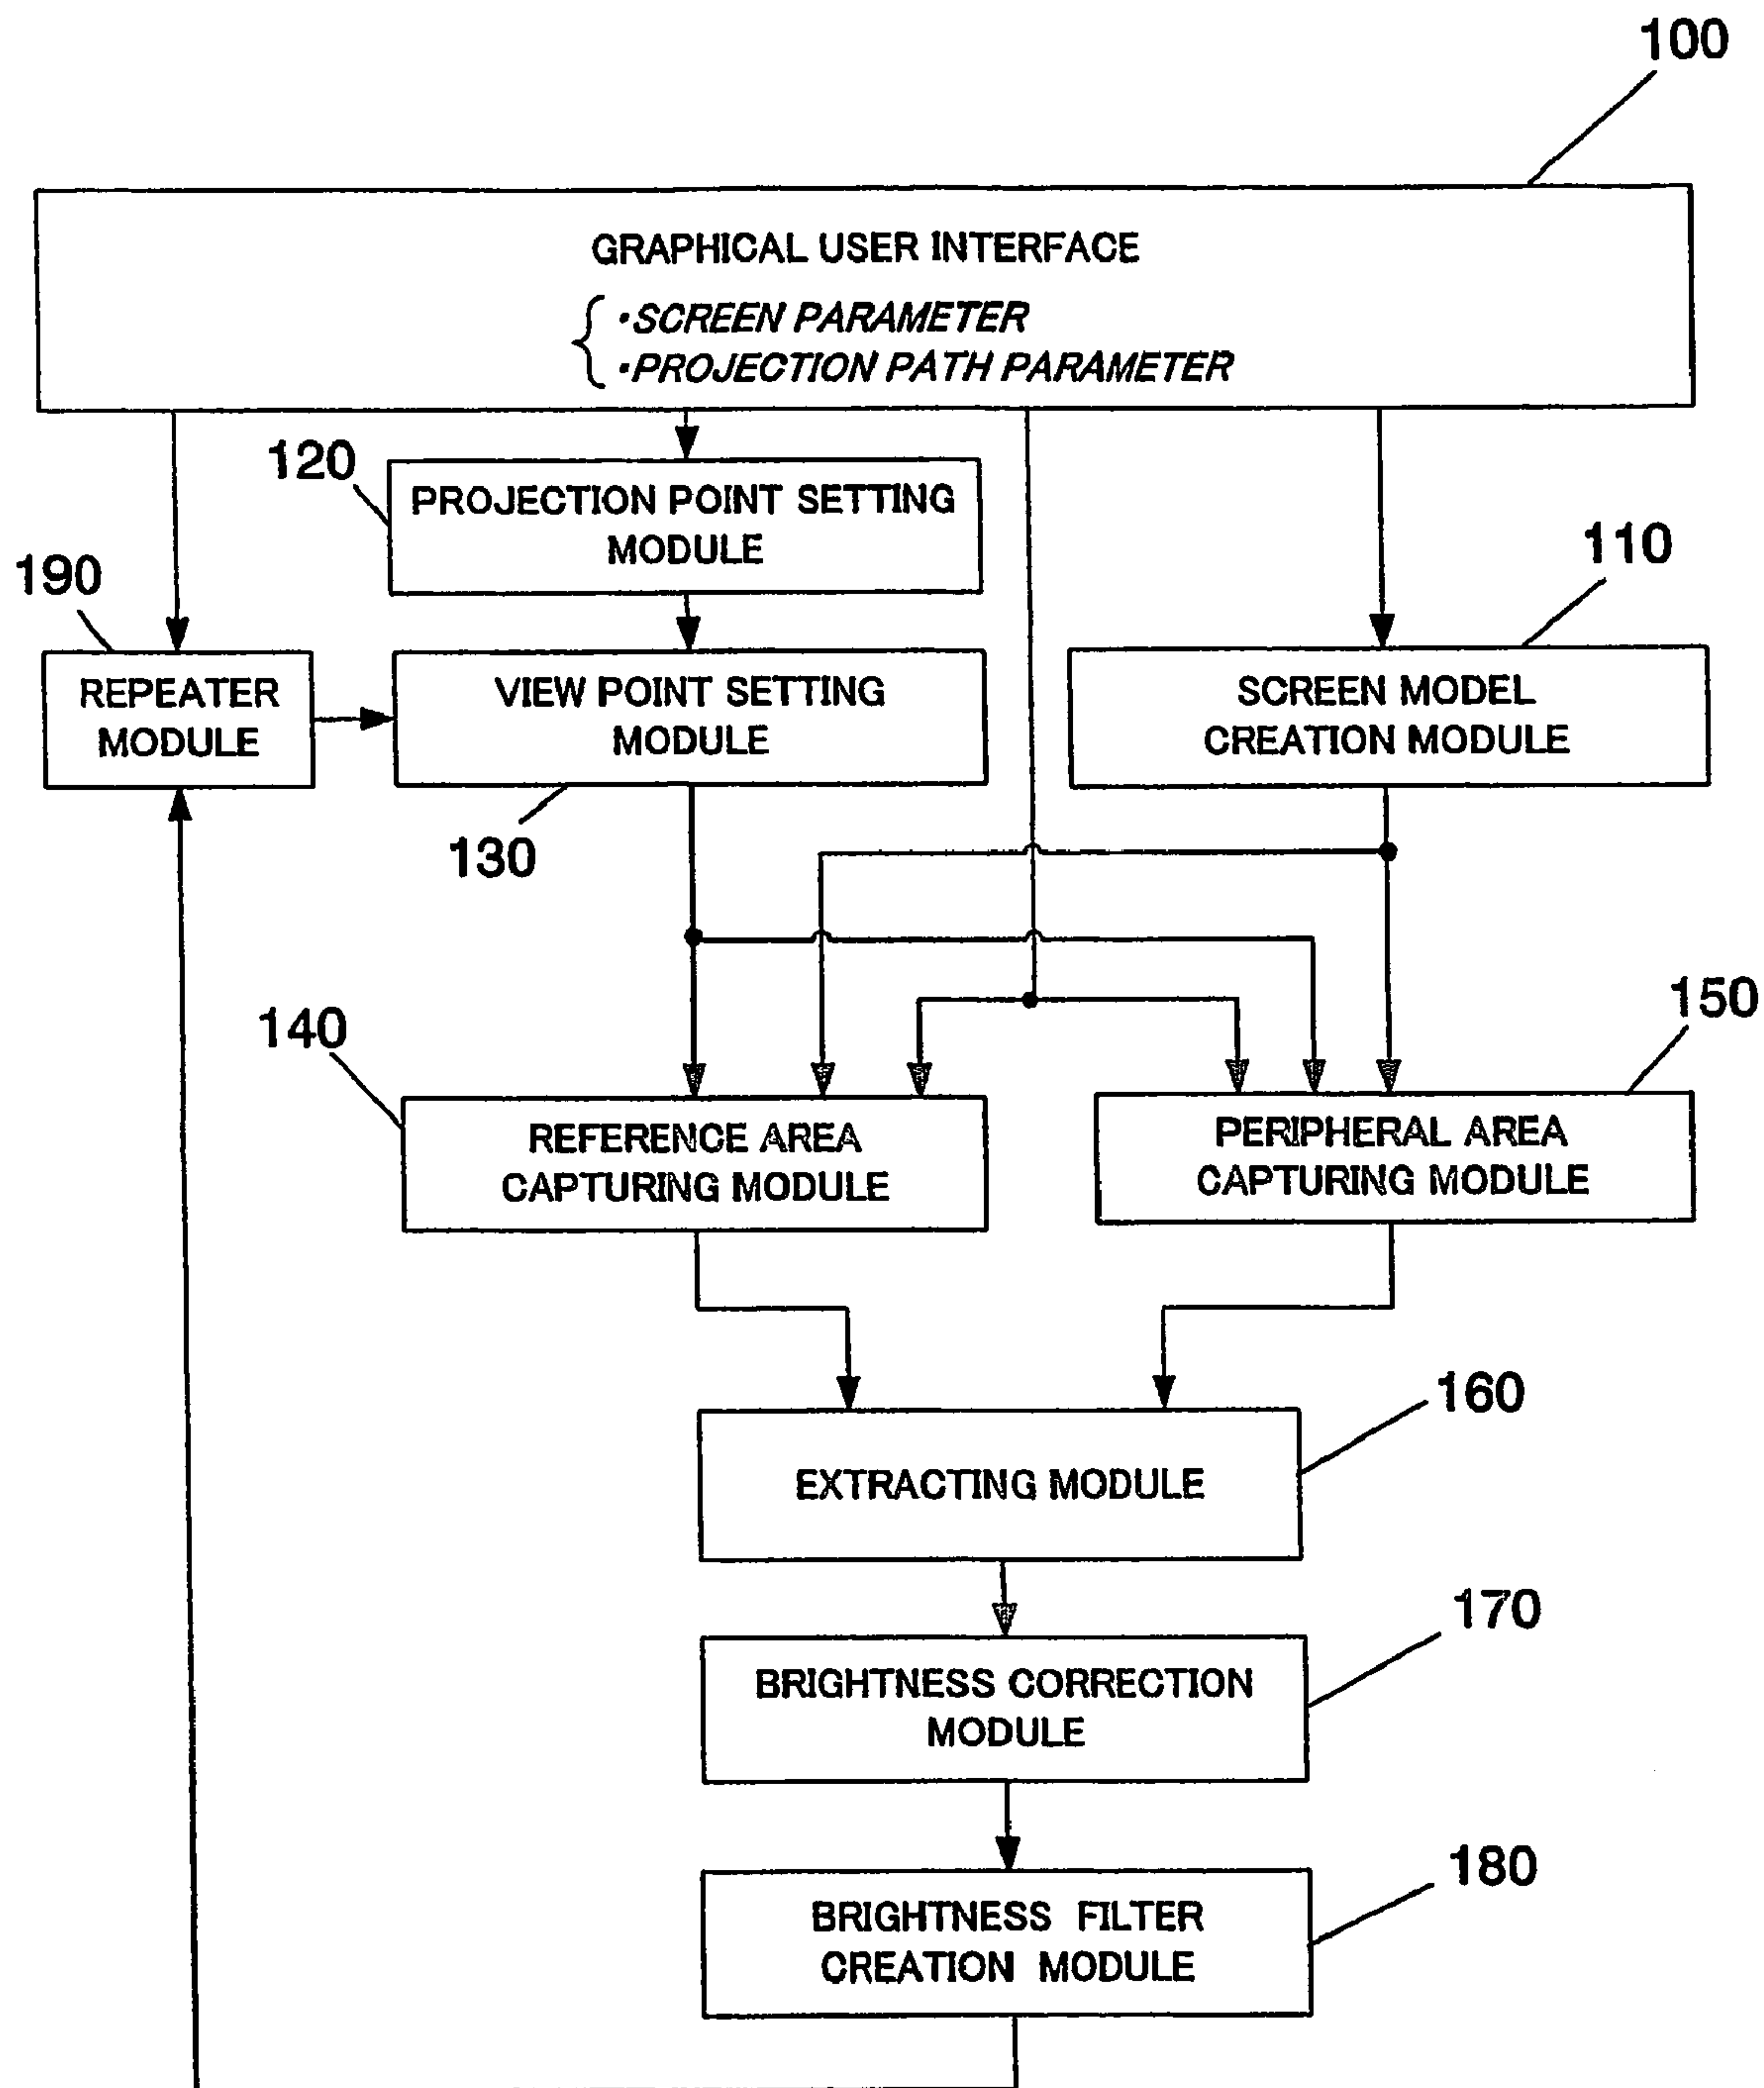 100
GRAPHICAL USER INTERFACE
・SCREEN PARAMETER
・PROJECTION PATH PARAMETER
120
PROJECTION POINT SETTING
MODULE
110
190
REPEATER
MODULE
VIEW POINT SETTING
MODULE
SCREEN MODEL
CREATION MODULE
130
140
150
REFERENCE AREA
CAPTURING MODULE
PERIPHERAL AREA
CAPTURING MODULE
160
EXTRACTING MODULE
170
BRIGHTNESS CORRECTION
MODULE
180
BRIGHTNESS FILTER
CREATION MODULE